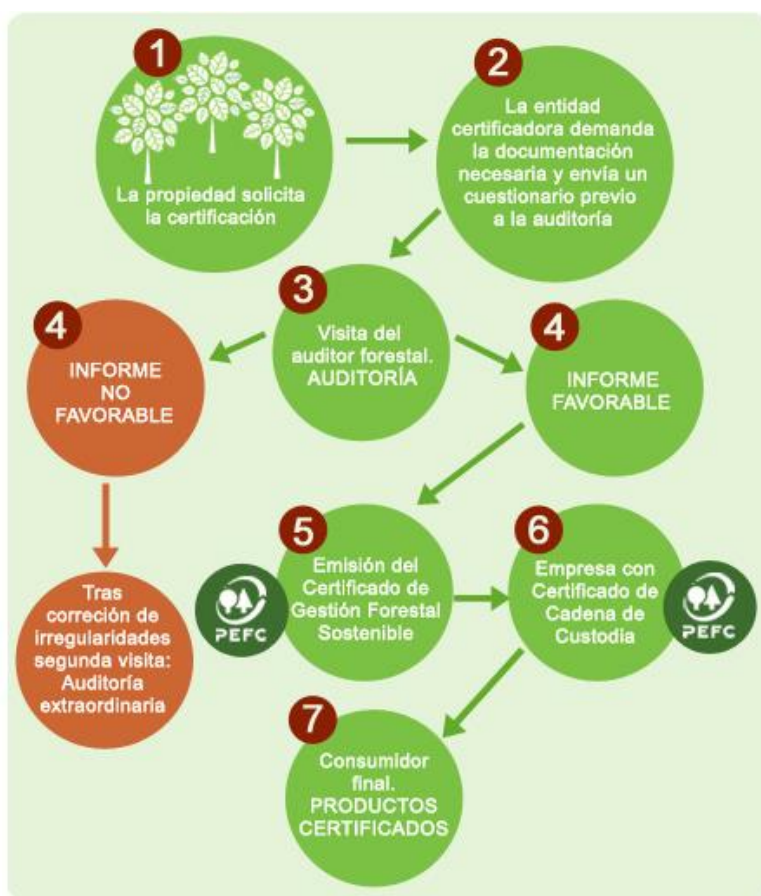 1
La propiedad solicita
la certificación
2
La entidad
certificadora demanda
la documentación
necesaria y envía un
cuestionario previo
a la auditoría
3
Visita del
auditor forestal.
AUDITORÍA
4
INFORME
NO
FAVORABLE
4
INFORME
FAVORABLE
Tras
correción de
irregularidades
segunda visita:
Auditoría
extraordinaria
5
Emisión del
Certificado de
Gestión Forestal
Sostenible
PEFC
6
Empresa con
Certificado de
Cadena de
Custodia
PEFC
7
Consumidor
final.
PRODUCTOS
CERTIFICADOS